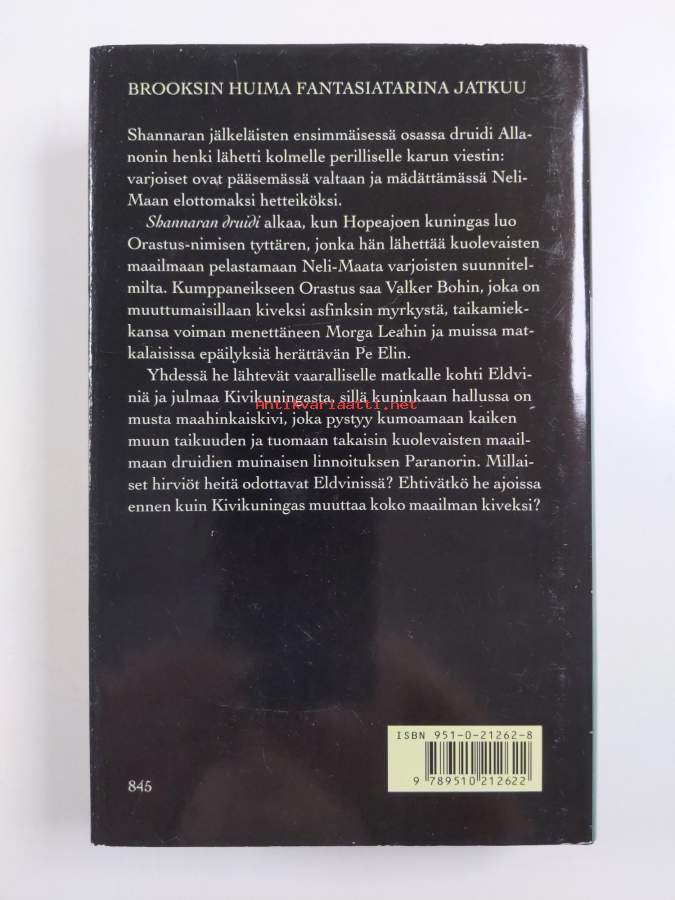 BROOKSIN HUIMA FANTASIATARINA JATKUU
Shannaran jälkeläisten ensimmäisessä osassa druidi Alla-
nonin henki lähetti kolmelle perilliselle karun viestin:
varjoiset ovat pääsemässä valtaan ja mädättämässä Neli-
Maan elottomaksi hetteiköksi.
Shannaran druidi alkaa, kun Hopeajoen kuningas luo
Orastus-nimisen tyttären, jonka hän lähettää kuolevaisten
maailmaan pelastamaan Neli-Maata varjoisten suunnitel-
milta. Kumppaneikseen Orastus saa Valker Bohin, joka on
muuttumaisillaan kiveksi asfinksin myrkystä, taikamiek-
kansa voiman menettäneen Morga Leahin ja muissa mat-
kalaisissa epäilyksiä herättävän Pe Elin.
Yhdessä he lähtevät vaaralliselle matkalle kohti Eldvi-
niä ja julmaa Kivikuningasta, sillä kuninkaan hallussa on
Antikvariaatti.net
musta maahinkaiskivi, joka pystyy kumoamaan kaiken
muun taikuuden ja tuomaan takaisin kuolevaisten maail-
maan druidien muinaisen linnoituksen Paranorin. Millai-
set hirviöt heitä odottavat Eldvinissä? Ehtivätkö he ajoissa
ennen kuin Kivikuningas muuttaa koko maailman kiveksi?
ISBN 951-0-21262-8
9 789510 212622
845